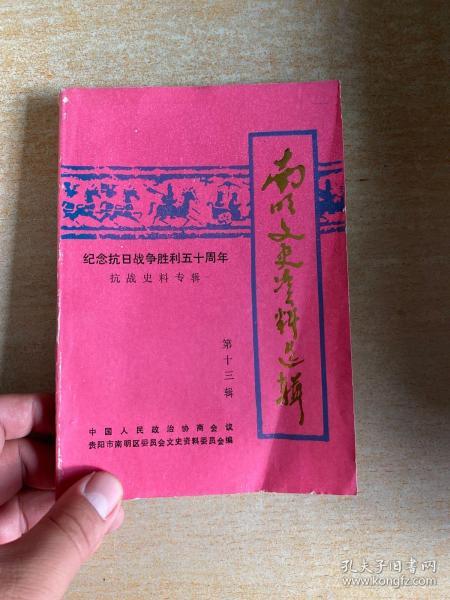 南明文史资料选辑
纪念抗日战争胜利五十周年
抗战史料专辑
第十三辑
中国人民政治协商会议
贵阳市南明区委员会文史资料委员会编
孔夫子旧书网
www.kongfz.com